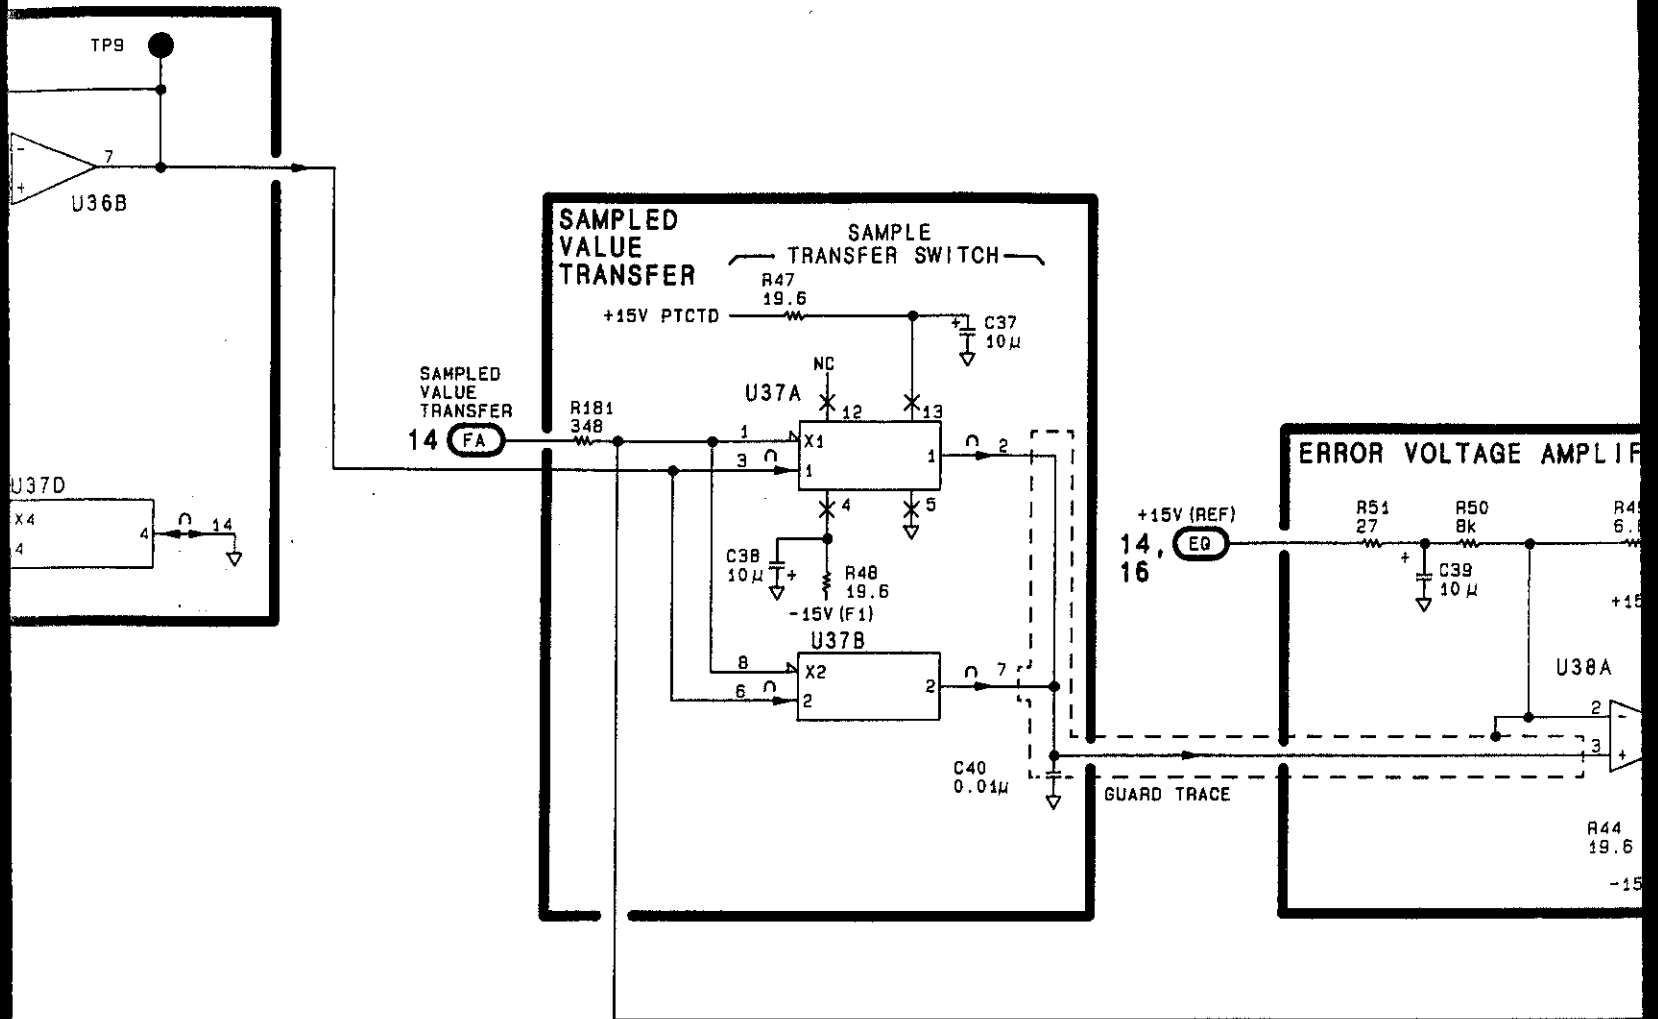 TP9
-
+
7
U36B
U37D
X4
4
4
14
SAMPLED
VALUE
TRANSFER
SAMPLE
TRANSFER SWITCH
R47
19.6
+15V PTCTD
+
C37
10µ
NC
U37A
12
13
SAMPLED
VALUE
TRANSFER
14
FA
R181
348
1
X1
3
1
1
2
4
5
C38
10µ
+
R48
19.6
-15V (F1)
U37B
8
X2
6
2
2
7
C40
0.01µ
GUARD TRACE
ERROR VOLTAGE AMPLIF
+15V (REF)
14,
16
EQ
R51
27
R50
8k
+
C39
10µ
+15
U38A
2
-
3
+
R44
19.6
-15